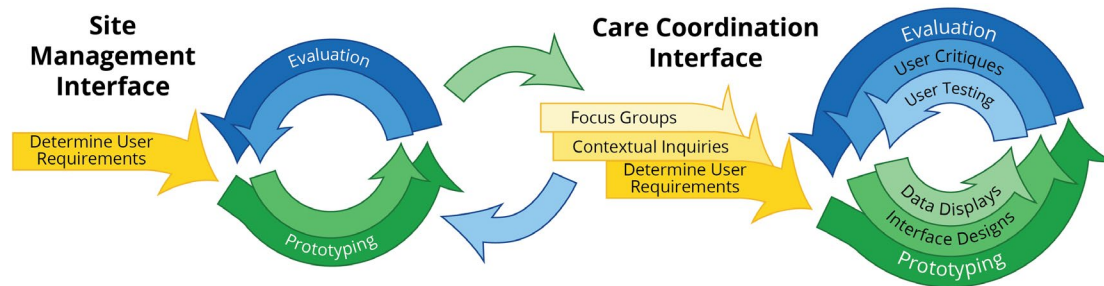 Site
Management
Interface
Determine User
Requirements
Evaluation
Prototyping
Care Coordination
Interface
Focus Groups
Contextual Inquiries
Determine User
Requirements
Evaluation
User Critiques
User Testing
Data Displays
Interface Designs
Prototyping